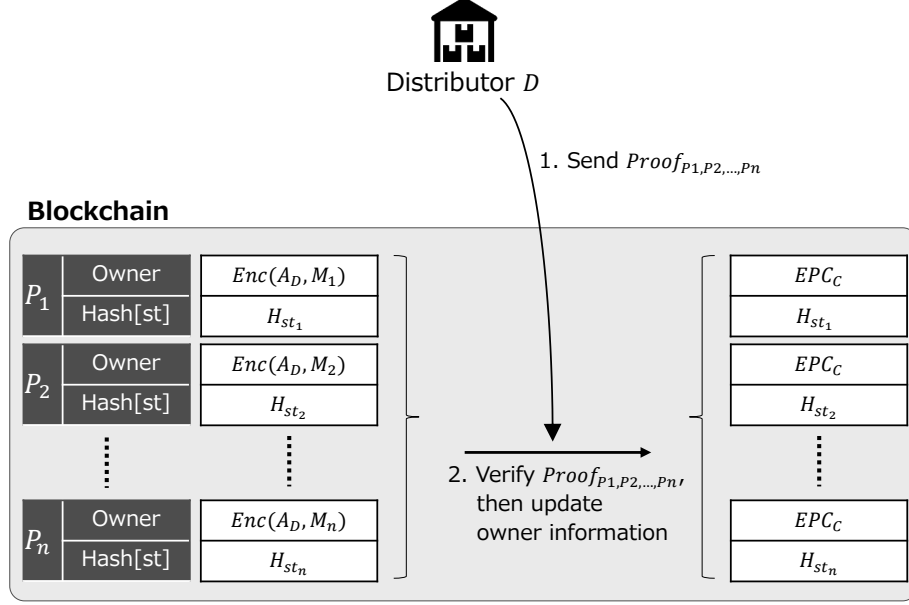 Distributor D
1. Send Proof_{P1,P2,...,Pn}
Blockchain
P_1 Owner Enc(A_D, M_1) EPC_C
Hash[st] H_{st_1} H_{st_1}
P_2 Owner Enc(A_D, M_2) EPC_C
Hash[st] H_{st_2} H_{st_2}
2. Verify Proof_{P1,P2,...,Pn},
then update
owner information
P_n Owner Enc(A_D, M_n) EPC_C
Hash[st] H_{st_n} H_{st_n}